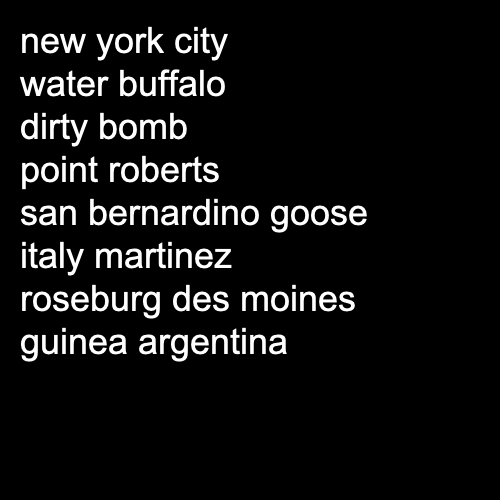 new york city
water buffalo
dirty bomb
point roberts
san bernardino goose
italy martinez
roseburg des moines
guinea argentina